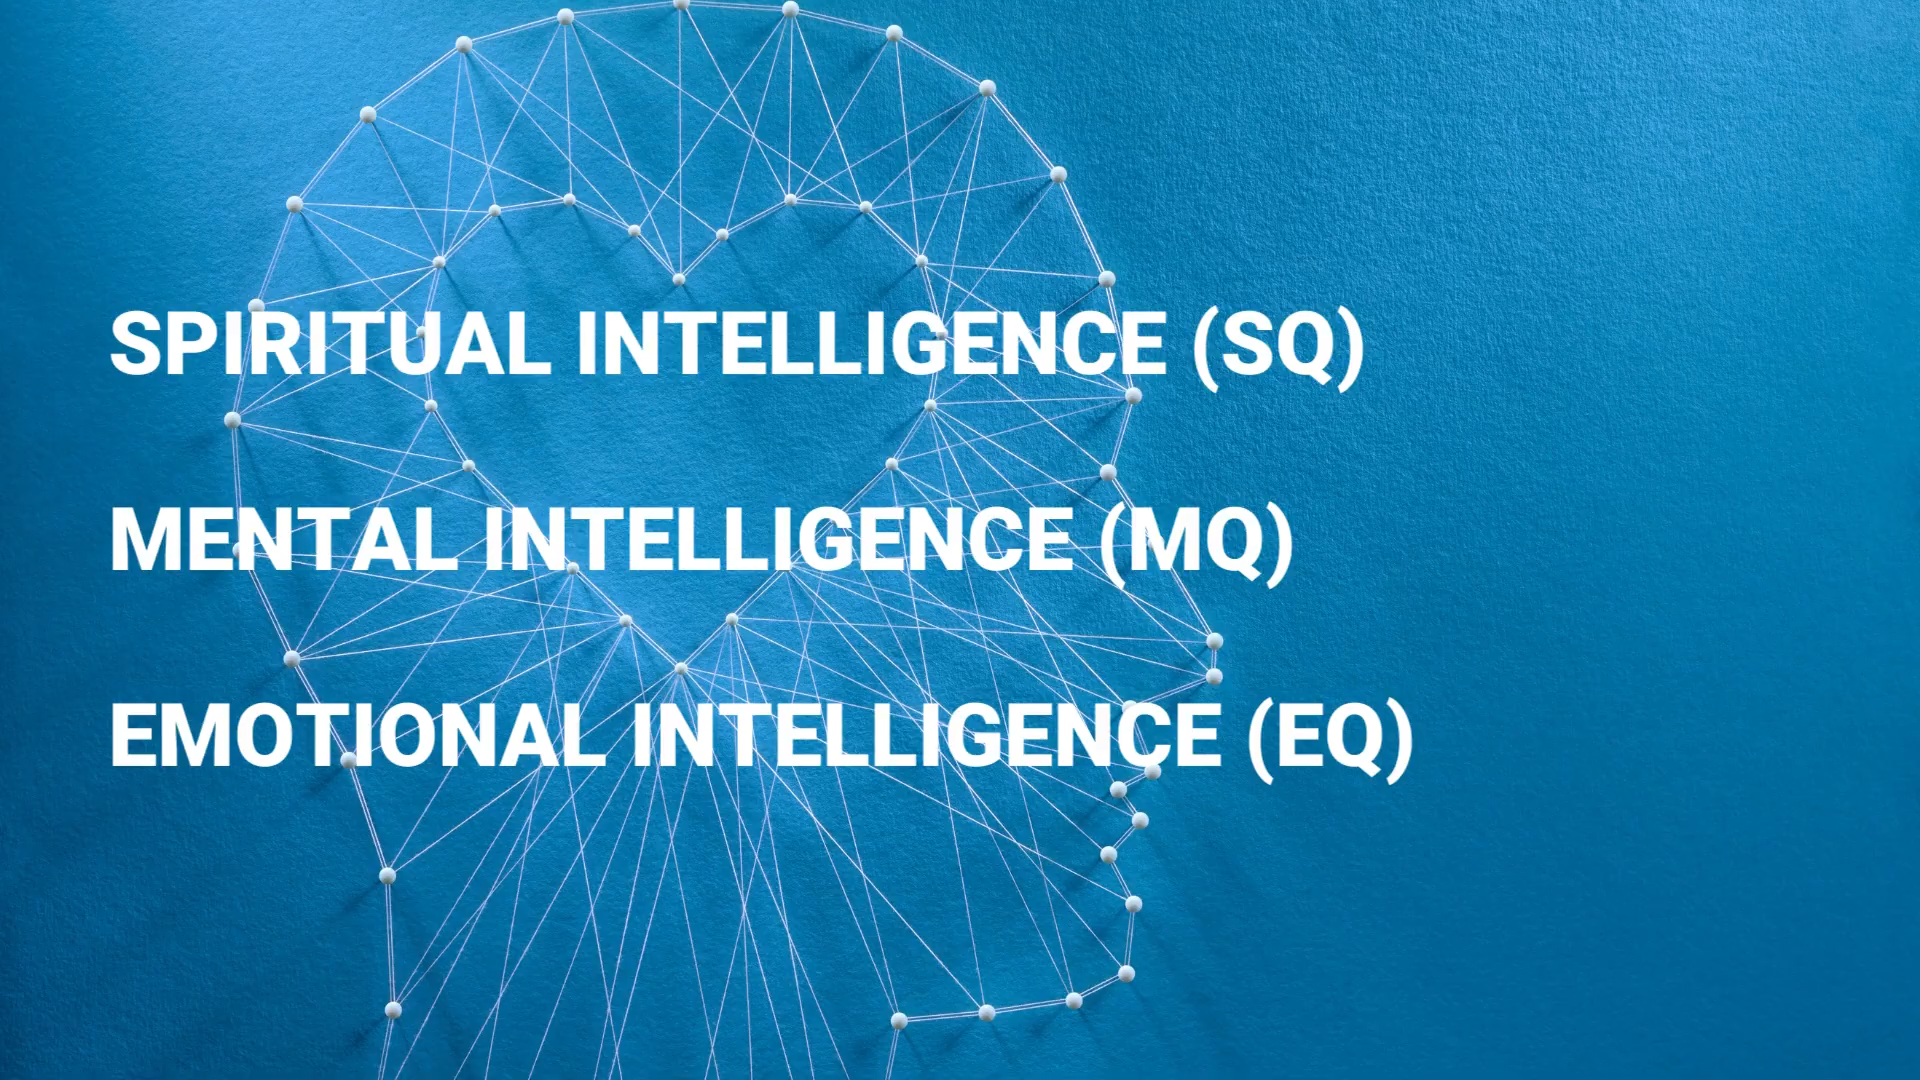 SPIRITUAL INTELLIGENCE (SQ)
MENTAL INTELLIGENCE (MQ)
EMOTIONAL INTELLIGENCE (EQ)